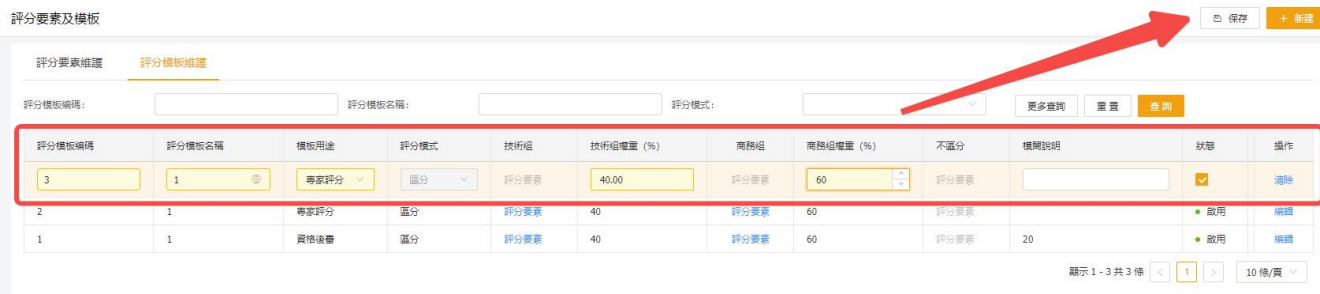 評分要素及模板
保存
+ 新建
評分要素維護
評分模板維護
評分模板編碼:
評分模板名稱:
評分模式:
更多查詢
重置
查詢
評分模板編碼 評分模板名稱 模板用途 評分模式 技術組 技術組權重 (%) 商務組 商務組權重 (%) 不區分 模闆說明 狀態 操作
3 1 專家評分 區分 評分要素 40.00 評分要素 60 評分要素 清除
2 1 專家評分 區分 評分要素 40 評分要素 60 評分要素 啟用 編輯
1 1 資格後審 區分 評分要素 40 評分要素 60 評分要素 20 啟用 編輯
顯示 1 - 3 共 3 條 < 1 > 10 條/頁